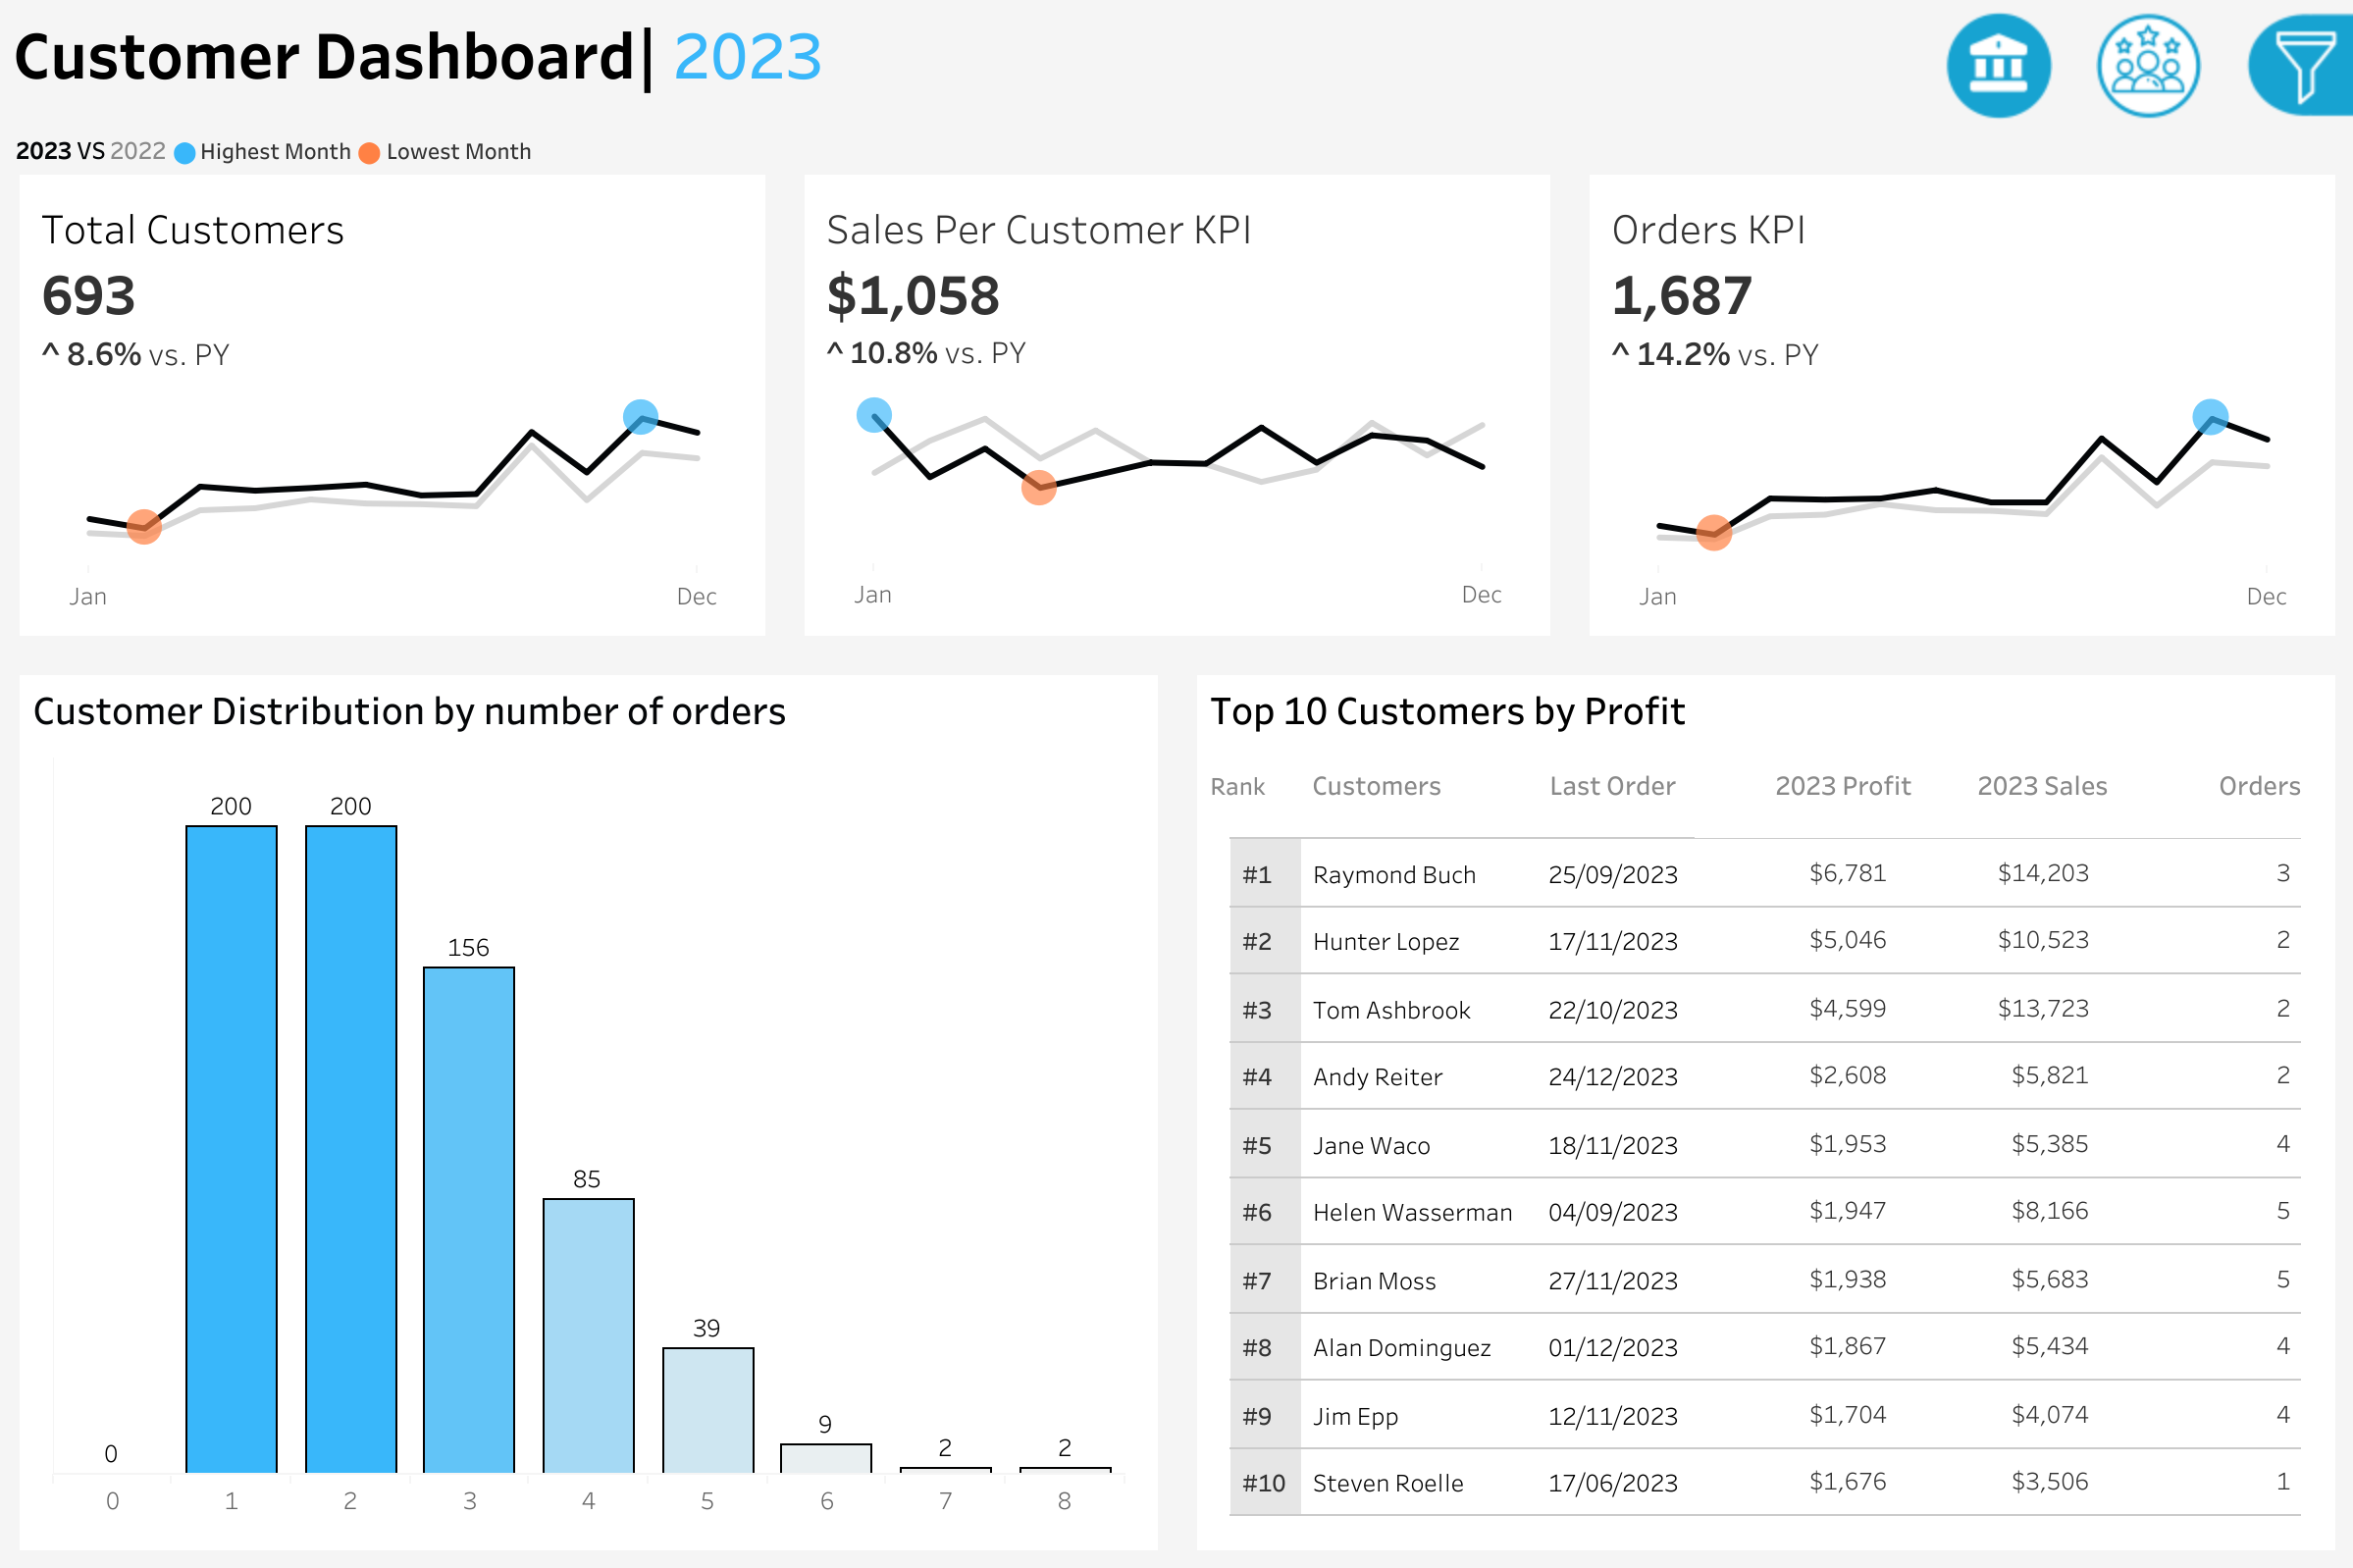 Customer Dashboard| 2023
2023 VS 2022 Highest Month Lowest Month
Total Customers
693
^ 8.6% vs. PY
Jan Dec
Sales Per Customer KPI
$1,058
^ 10.8% vs. PY
Jan Dec
Orders KPI
1,687
^ 14.2% vs. PY
Jan Dec
Customer Distribution by number of orders
0 200 200 156 85 39 9 2 2
0 1 2 3 4 5 6 7 8
Top 10 Customers by Profit
Rank Customers Last Order 2023 Profit 2023 Sales Orders
#1 Raymond Buch 25/09/2023 $6,781 $14,203 3
#2 Hunter Lopez 17/11/2023 $5,046 $10,523 2
#3 Tom Ashbrook 22/10/2023 $4,599 $13,723 2
#4 Andy Reiter 24/12/2023 $2,608 $5,821 2
#5 Jane Waco 18/11/2023 $1,953 $5,385 4
#6 Helen Wasserman 04/09/2023 $1,947 $8,166 5
#7 Brian Moss 27/11/2023 $1,938 $5,683 5
#8 Alan Dominguez 01/12/2023 $1,867 $5,434 4
#9 Jim Epp 12/11/2023 $1,704 $4,074 4
#10 Steven Roelle 17/06/2023 $1,676 $3,506 1